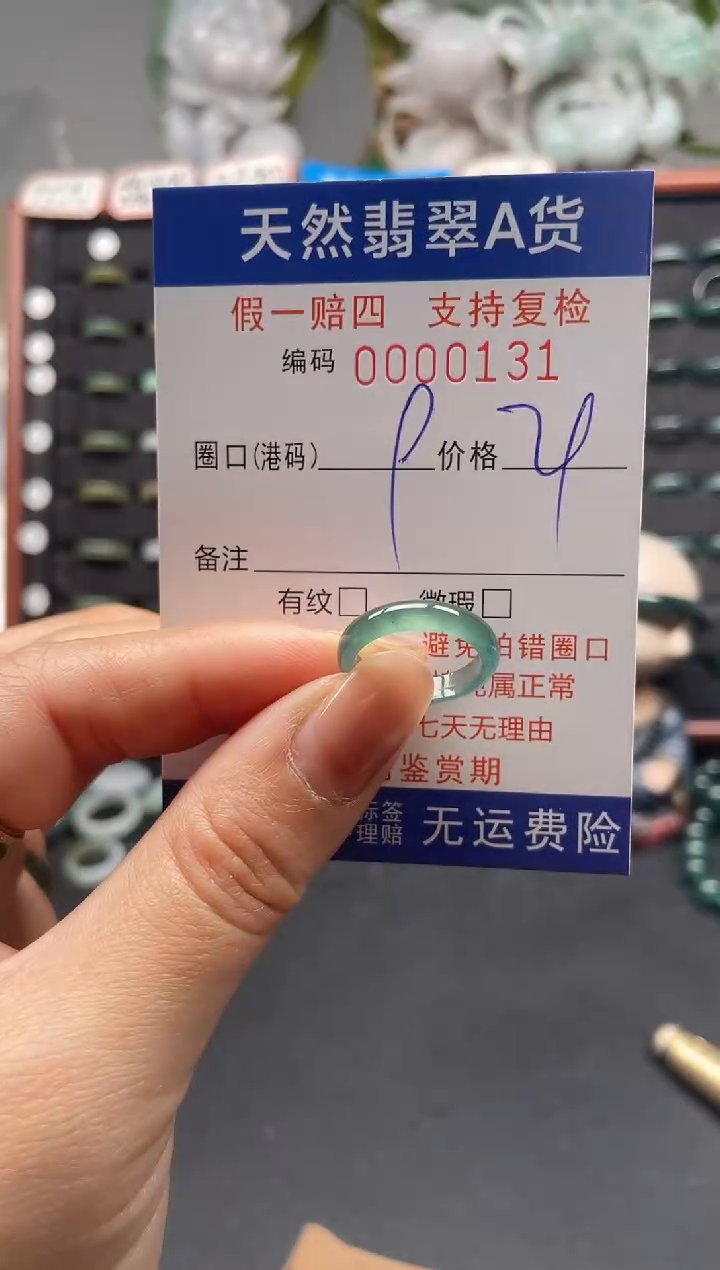 天然翡翠A货
假一赔四 支持复检
编码 0000131
圈口(港码) 价格
备注
有纹□ 微瑕□
避免拍错圈口
属正常
七天无理由
鉴赏期
标签
理赔 无运费险